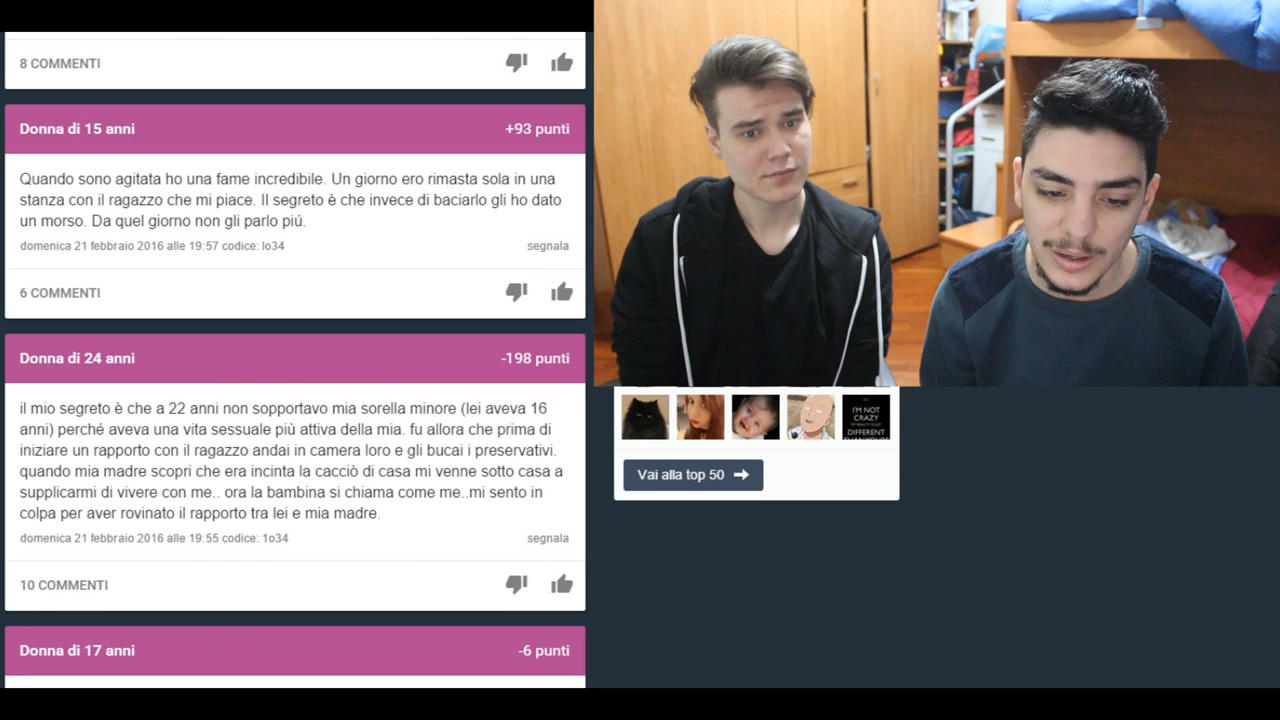 8 COMMENTI
Donna di 15 anni
+93 punti
Quando sono agitata ho una fame incredibile. Un giorno ero rimasta sola in una
stanza con il ragazzo che mi piace. Il segreto è che invece di baciarlo gli ho dato
un morso. Da quel giorno non gli parlo piú.
domenica 21 febbraio 2016 alle 19:57 codice: lo34
segnala
6 COMMENTI
Donna di 24 anni
-198 punti
il mio segreto è che a 22 anni non sopportavo mia sorella minore (lei aveva 16
anni) perché aveva una vita sessuale più attiva della mia. fu allora che prima di
iniziare un rapporto con il ragazzo andai in camera loro e gli bucai i preservativi.
quando mia madre scopri che era incinta la cacciò di casa mi venne sotto casa a
supplicarmi di vivere con me.. ora la bambina si chiama come me..mi sento in
colpa per aver rovinato il rapporto tra lei e mia madre.
domenica 21 febbraio 2016 alle 19:55 codice: 1o34
segnala
10 COMMENTI
Donna di 17 anni
-6 punti
I'M NOT
CRAZY
DIFFERENT
Vai alla top 50